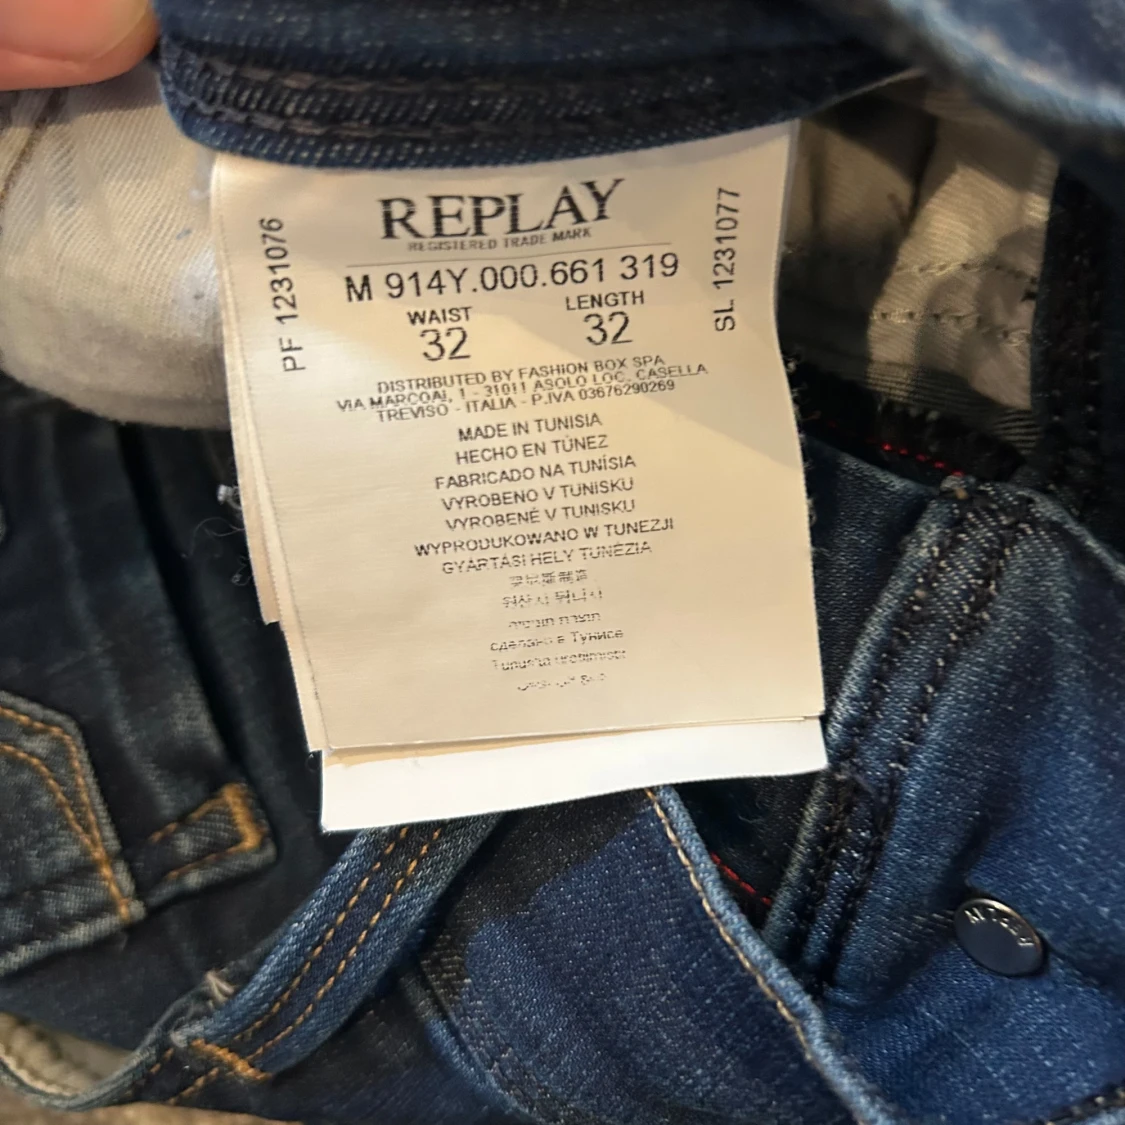 REPLAY
REGISTERED TRADE MARK
PF 1231076
M 914Y.000.661 319
SL 1231077
WAIST LENGTH
32 32
DISTRIBUTED BY FASHION BOX SPA
VIA MARCOAI, 1 - 31011 ASOLO LOC. CASELLA
TREVISO - ITALIA - P.IVA 03676290269
MADE IN TUNISIA
HECHO EN TÚNEZ
FABRICADO NA TUNÍSIA
VYROBENO V TUNISKU
VYROBENÉ V TUNISKU
WYPRODUKOWANO W TUNEZJI
GYÁRTÁSI HELY TUNÉZIA
сделано в Тунисе